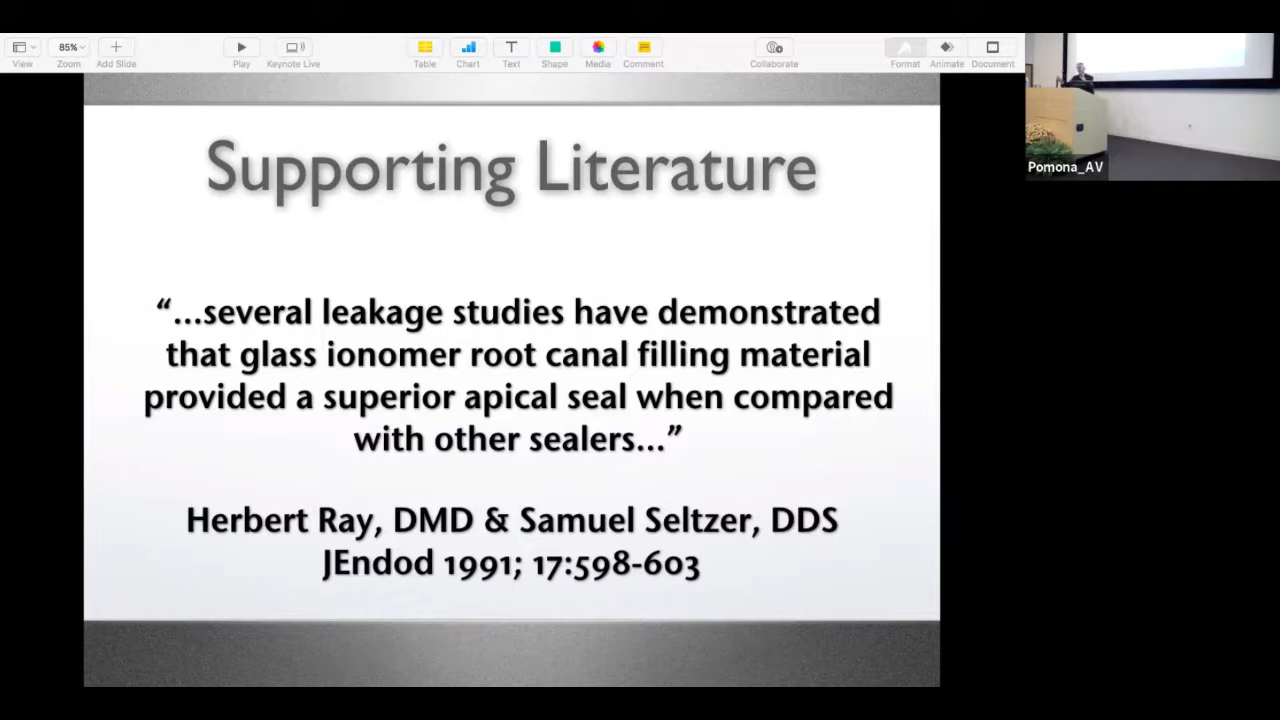 85%
View
Zoom
Add Slide
Play
Keynote Live
Table
Chart
Text
Shape
Media
Comment
Collaborate
Format
Animate
Document
Pomona_AV
Supporting Literature
“...several leakage studies have demonstrated
that glass ionomer root canal filling material
provided a superior apical seal when compared
with other sealers...”
Herbert Ray, DMD & Samuel Seltzer, DDS
JEndod 1991; 17:598-603